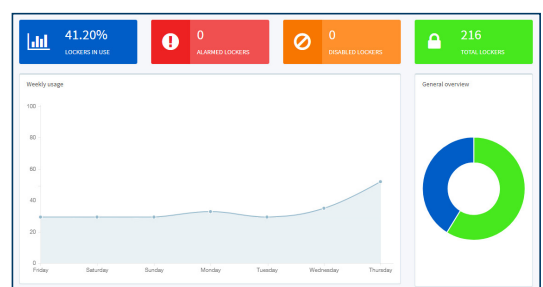 41.20%
LOCKERS IN USE
0
ALARMED LOCKERS
0
DISABLED LOCKERS
216
TOTAL LOCKERS
Weekly usage
General overview
100
80
60
40
20
0
Friday Saturday Sunday Monday Tuesday Wednesday Thursday